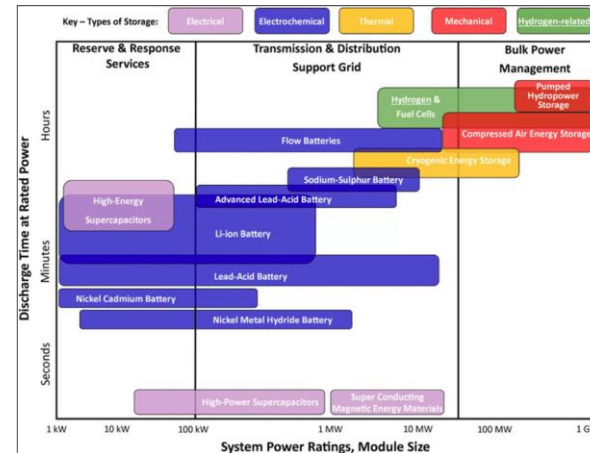 Key – Types of Storage: Electrical Electrochemical Thermal Mechanical Hydrogen-related
Reserve & Response
Services
Transmission & Distribution
Support Grid
Bulk Power
Management
Pumped
Hydropower
Storage
Hydrogen &
Fuel Cells
Compressed Air Energy Storage
Flow Batteries
Cryogenic Energy Storage
Sodium-Sulphur Battery
High-Energy
Supercapacitors
Advanced Lead-Acid Battery
Li-ion Battery
Lead-Acid Battery
Nickel Cadmium Battery
Nickel Metal Hydride Battery
High-Power Supercapacitors
Super Conducting
Magnetic Energy Materials
Discharge Time at Rated Power
Hours
Minutes
Seconds
1 kW 10 kW 100 kW 1 MW 10 MW 100 MW 1 G
System Power Ratings, Module Size